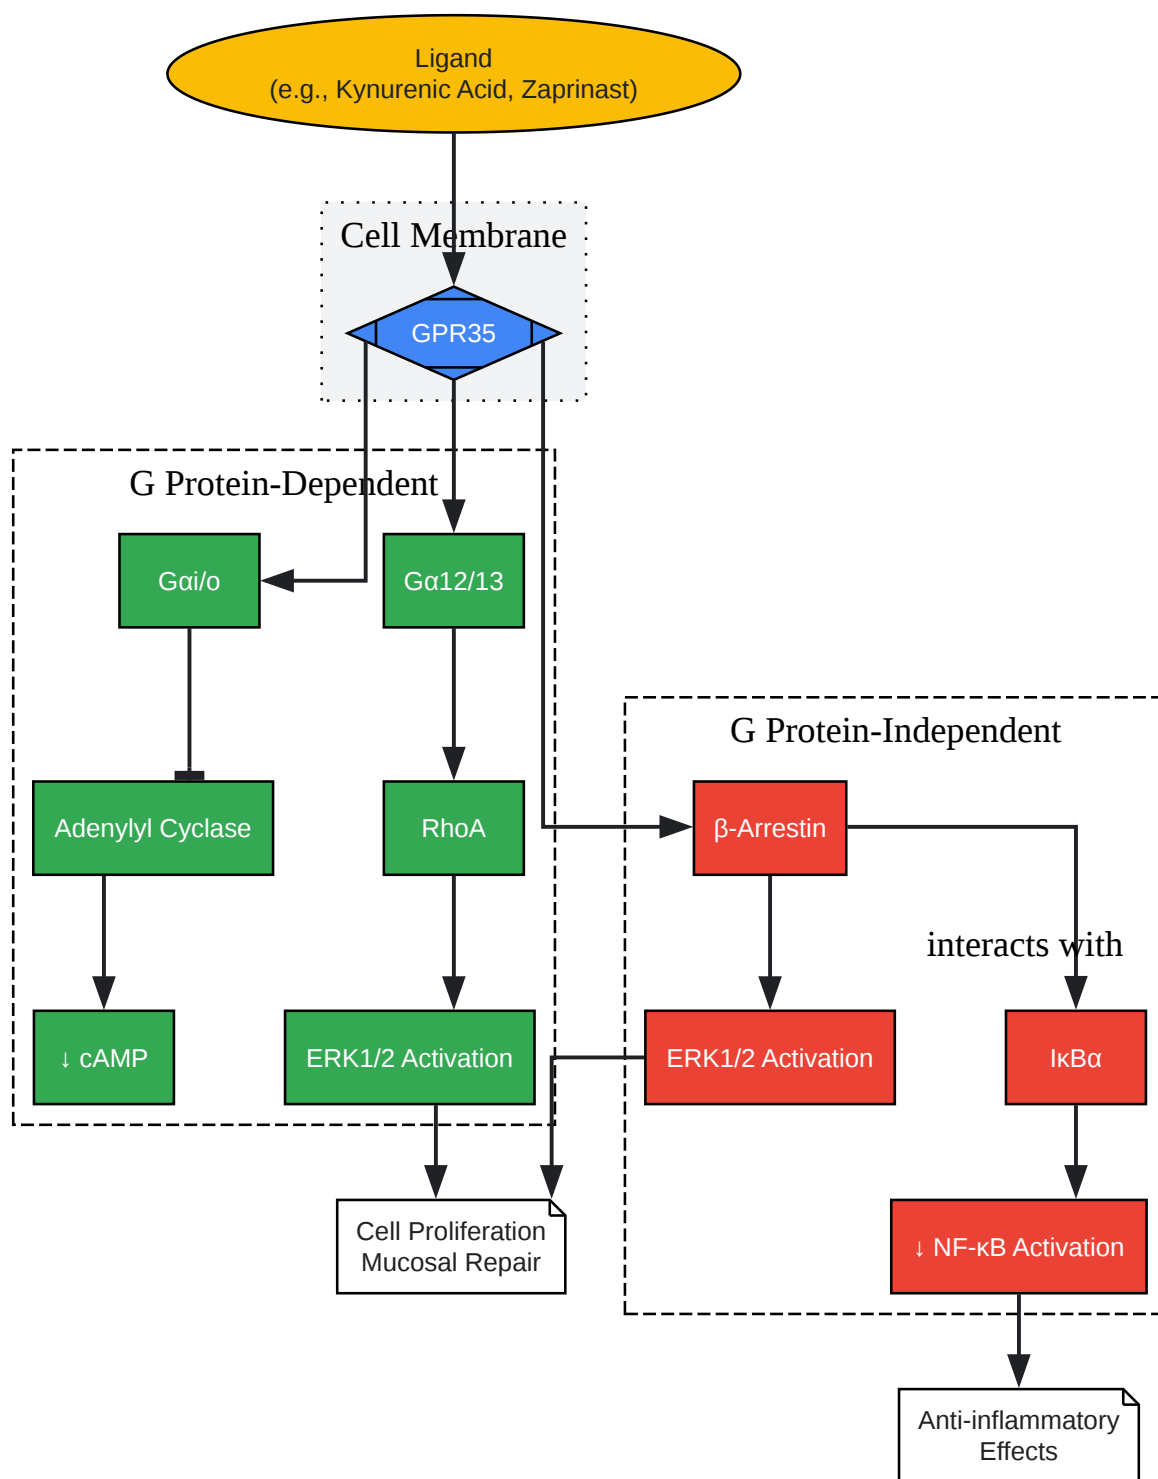 Ligand
(e.g., Kynurenic Acid, Zaprinast)
Cell Membrane
GPR35
G Protein-Dependent
Gαi/o
Gα12/13
G Protein-Independent
Adenylyl Cyclase
RhoA
β-Arrestin
interacts with
↓ cAMP
ERK1/2 Activation
ERK1/2 Activation
IκBα
Cell Proliferation
Mucosal Repair
↓ NF-κB Activation
Anti-inflammatory
Effects